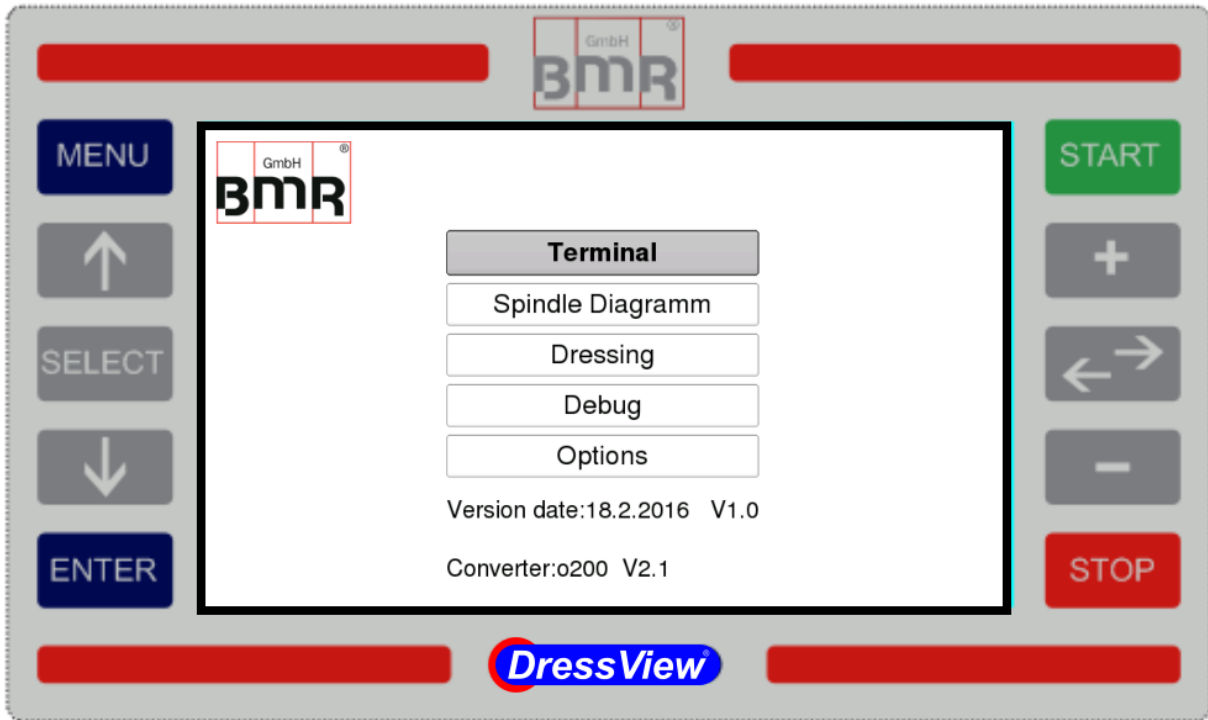 GmbH ®
BMR
MENU
SELECT
ENTER
GmbH ®
BMR
Terminal
Spindle Diagramm
Dressing
Debug
Options
Version date:18.2.2016 V1.0
Converter:o200 V2.1
START
+
-
STOP
DressView®